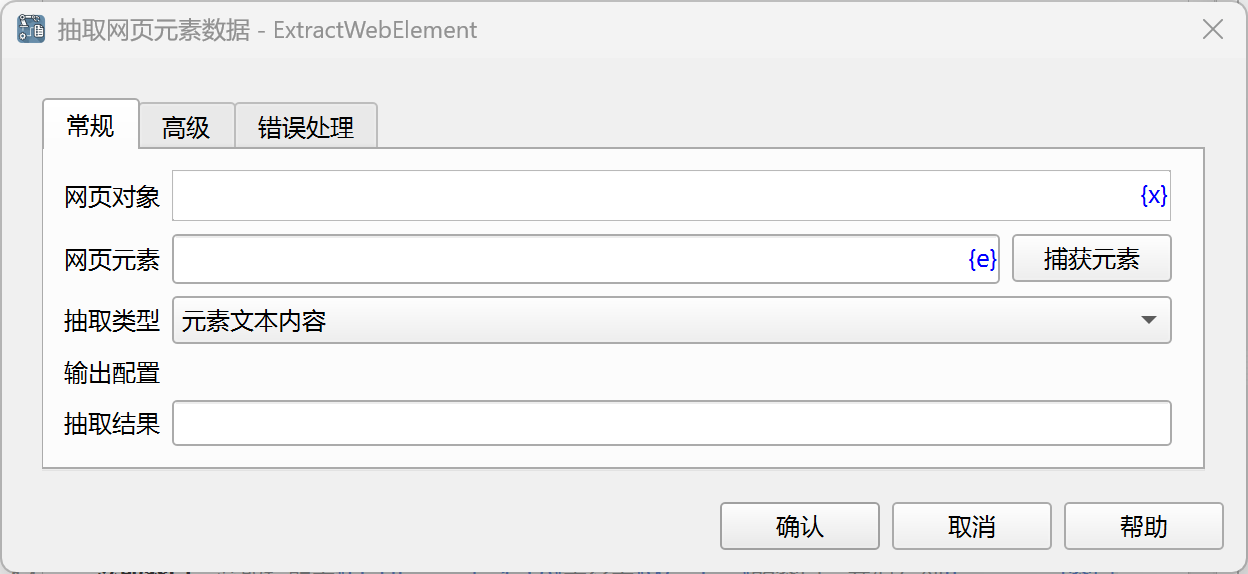 抽取网页元素数据 - ExtractWebElement
常规 高级 错误处理
网页对象 {x}
网页元素 {e} 捕获元素
抽取类型 元素文本内容
输出配置
抽取结果
确认 取消 帮助